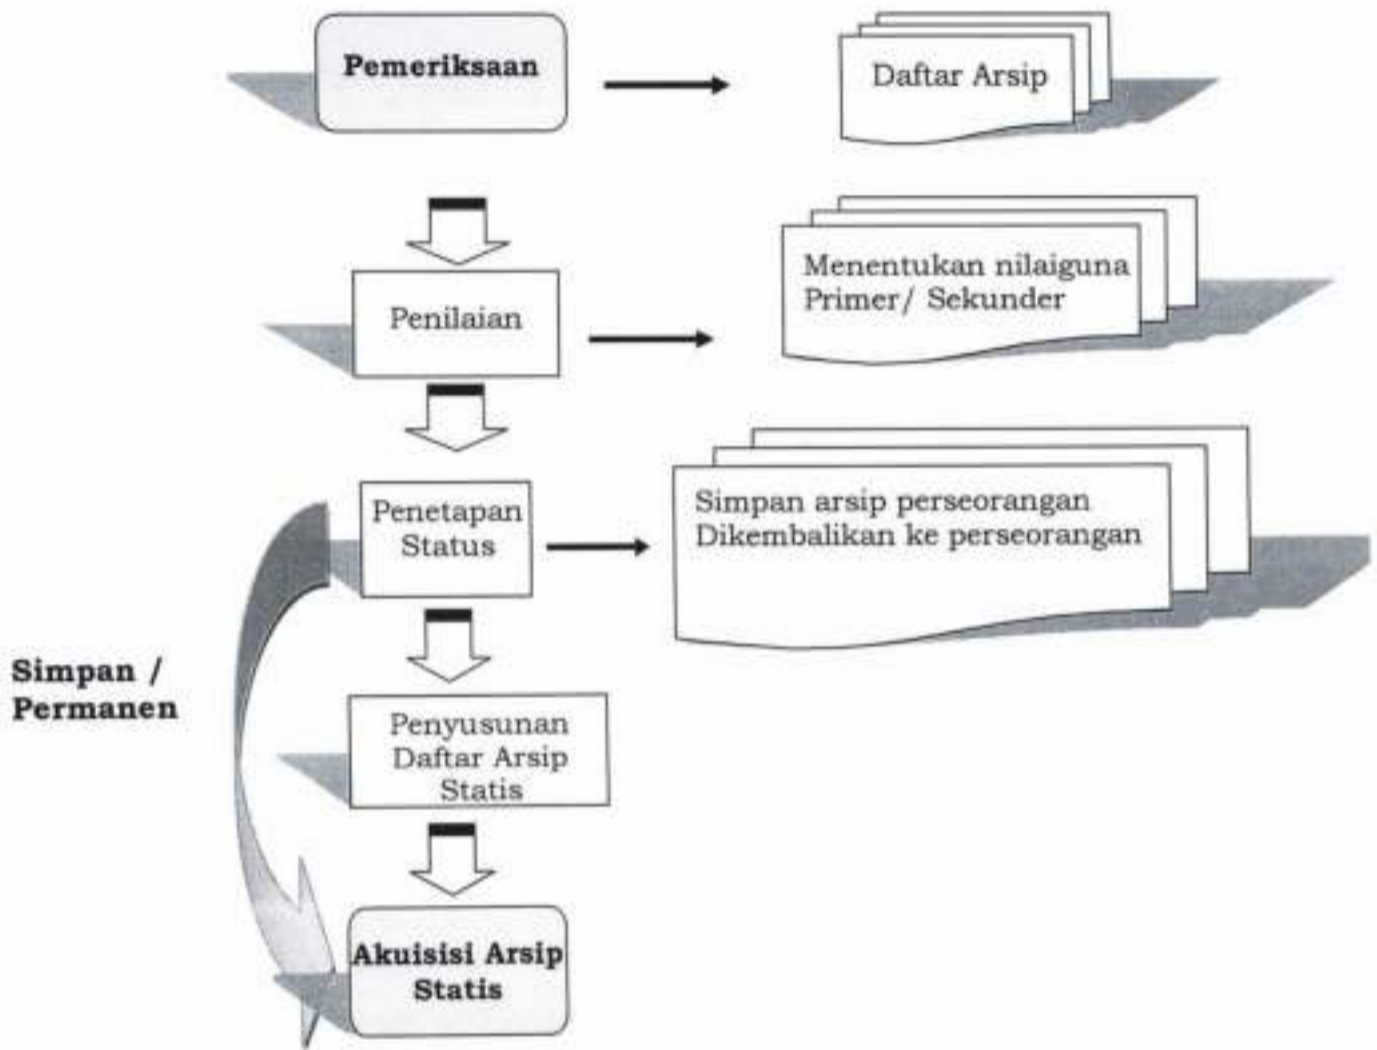 Pemeriksaan
Daftar Arsip
Menentukan nilaiguna
Primer/ Sekunder
Penilaian
Penetapan
Status
Simpan arsip perseorangan
Dikembalikan ke perseorangan
Simpan /
Permanen
Penyusunan
Daftar Arsip
Statis
Akuisisi Arsip
Statis